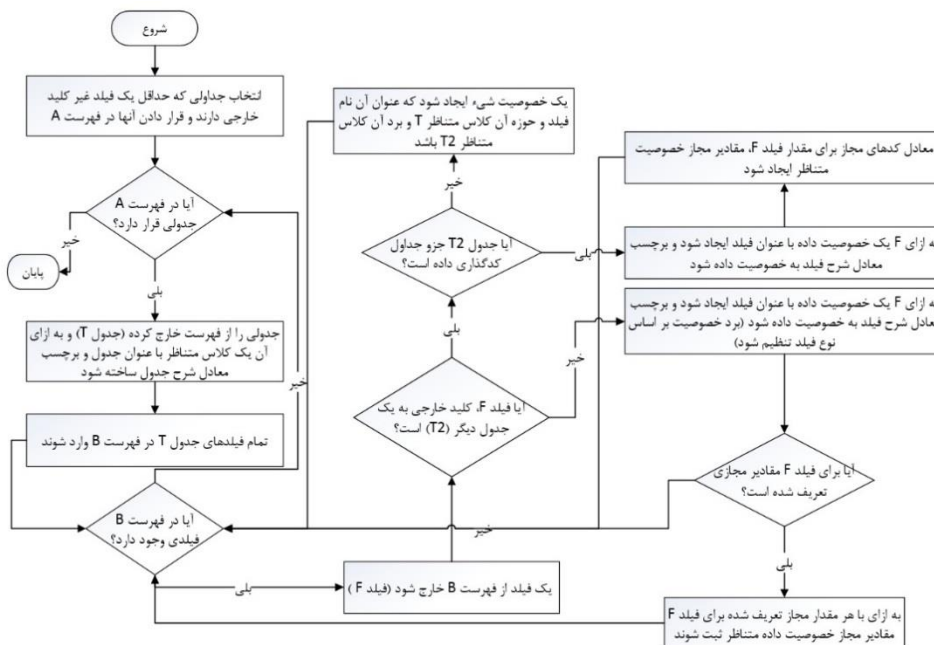 شروع
انتخاب جداولی که حداقل یک فیلد غیر کلید
خارجی دارند و قرار دادن آنها در فهرست A
آیا در فهرست A
جدولی قرار دارد؟
خیر
پایان
بلی
جدولی را از فهرست خارج کرده (جدول T) و به ازای
آن یک کلاس متناظر با عنوان جدول و برچسب
معادل شرح جدول ساخته شود
تمام فیلدهای جدول T در فهرست B وارد شوند
آیا در فهرست B
فیلدی وجود دارد؟
خیر
بلی
یک فیلد از فهرست B خارج شود (فیلد F )
آیا فیلد F، کلید خارجی به یک
جدول دیگر (T2) است؟
بلی
خیر
آیا جدول T2 جزو جداول
کدگذاری داده است؟
خیر
بلی
یک خصوصیت شیء ایجاد شود که عنوان آن نام
فیلد و حوزه آن کلاس متناظر T و برد آن کلاس
متناظر T2 باشد
معادل کدهای مجاز برای مقدار فیلد F، مقادیر مجاز خصوصیت
متناظر ایجاد شود
به ازای F یک خصوصیت داده با عنوان فیلد ایجاد شود و برچسب
معادل شرح فیلد به خصوصیت داده شود
به ازای F یک خصوصیت داده با عنوان فیلد ایجاد شود و برچسب
معادل شرح فیلد به خصوصیت داده شود (برد خصوصیت بر اساس
نوع فیلد تنظیم شود)
آیا برای فیلد F مقادیر مجازی
تعریف شده است؟
خیر
بلی
به ازای با هر مقدار مجاز تعریف شده برای فیلد F
مقادیر مجاز خصوصیت داده متناظر ثبت شوند